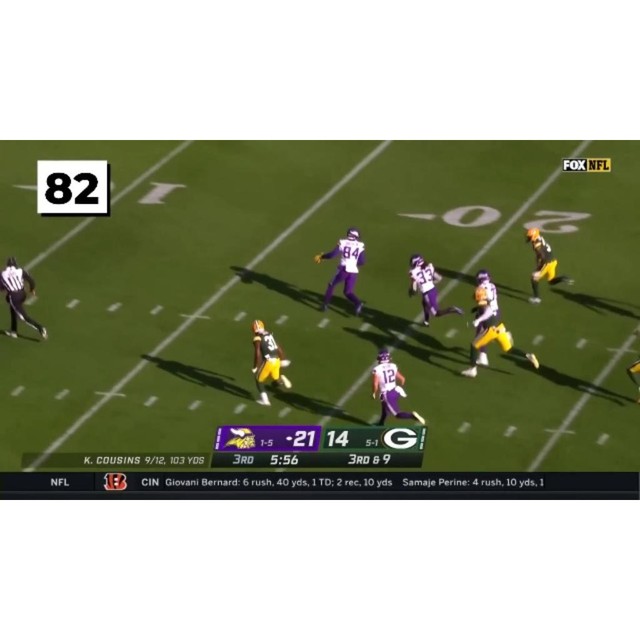 82
FOX NFL
1
20
84
33
31
12
1-5 -21 14 5-1 G
K. COUSINS 9/12, 103 YDS 3RD 5:56 3RD & 9
NFL CIN Giovani Bernard: 6 rush, 40 yds, 1 TD; 2 rec, 10 yds Samaje Perine: 4 rush, 10 yds, 1